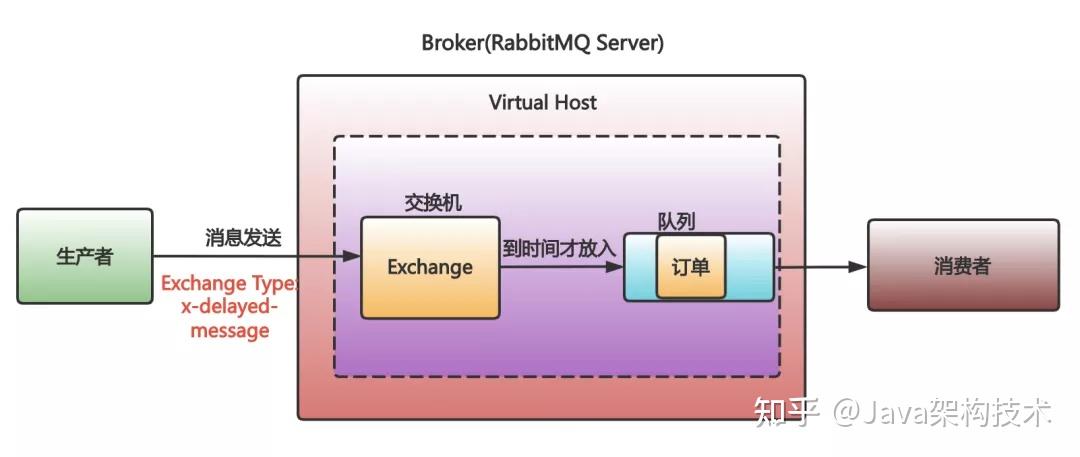 Broker(RabbitMQ Server)
Virtual Host
交换机
队列
生产者
消息发送
Exchange
到时间才放入
订单
消费者
Exchange Type:
x-delayed-
message
知乎 @Java架构技术